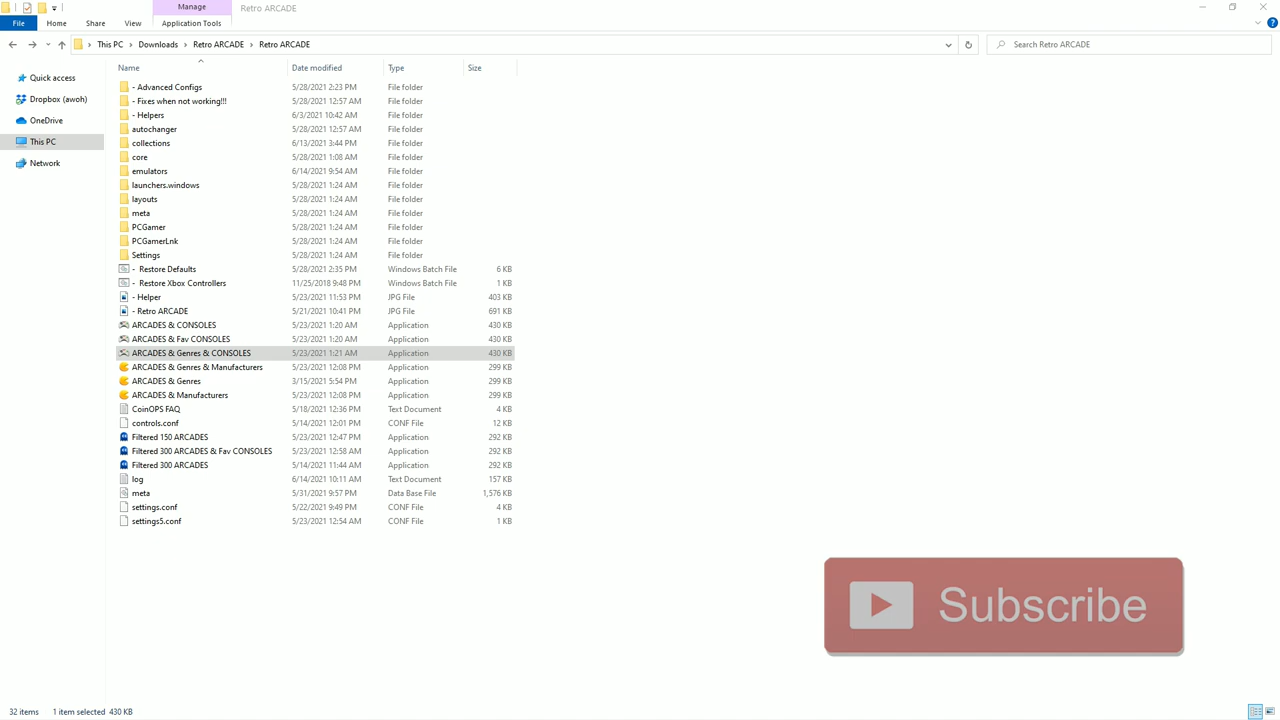 Manage
Retro ARCADE
File
Home
Share
View
Application Tools
This PC
Downloads
Retro ARCADE
Retro ARCADE
Search Retro ARCADE
Quick access
Dropbox (awoh)
OneDrive
This PC
Network
Name Date modified Type Size
- Advanced Configs 5/28/2021 2:23 PM File folder
- Fixes when not working!!! 5/28/2021 12:57 AM File folder
- Helpers 6/3/2021 10:42 AM File folder
autochanger 5/28/2021 12:57 AM File folder
collections 6/13/2021 3:44 PM File folder
core 5/28/2021 1:08 AM File folder
emulators 6/14/2021 9:54 AM File folder
launchers.windows 5/28/2021 1:24 AM File folder
layouts 5/28/2021 1:24 AM File folder
meta 5/28/2021 1:24 AM File folder
PCGamer 5/28/2021 1:24 AM File folder
PCGamerLnk 5/28/2021 1:24 AM File folder
Settings 5/28/2021 1:24 AM File folder
- Restore Defaults 5/28/2021 2:35 PM Windows Batch File 6 KB
- Restore Xbox Controllers 11/25/2018 9:48 PM Windows Batch File 1 KB
- Helper 5/23/2021 11:53 PM JPG File 403 KB
- Retro ARCADE 5/21/2021 10:41 PM JPG File 691 KB
ARCADES & CONSOLES 5/23/2021 1:20 AM Application 430 KB
ARCADES & Fav CONSOLES 5/23/2021 1:20 AM Application 430 KB
ARCADES & Genres & CONSOLES 5/23/2021 1:21 AM Application 430 KB
ARCADES & Genres & Manufacturers 5/23/2021 12:08 PM Application 299 KB
ARCADES & Genres 3/15/2021 5:54 PM Application 299 KB
ARCADES & Manufacturers 5/23/2021 12:08 PM Application 299 KB
CoinOPS FAQ 5/18/2021 12:36 PM Text Document 4 KB
controls.conf 5/14/2021 12:01 PM CONF File 12 KB
Filtered 150 ARCADES 5/23/2021 12:47 PM Application 292 KB
Filtered 300 ARCADES & Fav CONSOLES 5/23/2021 12:58 AM Application 292 KB
Filtered 300 ARCADES 5/14/2021 11:44 AM Application 292 KB
log 6/14/2021 10:11 AM Text Document 157 KB
meta 5/31/2021 9:57 PM Data Base File 1,576 KB
settings.conf 5/22/2021 9:49 PM CONF File 4 KB
settings5.conf 5/23/2021 12:54 AM CONF File 1 KB
Subscribe
32 items 1 item selected 430 KB